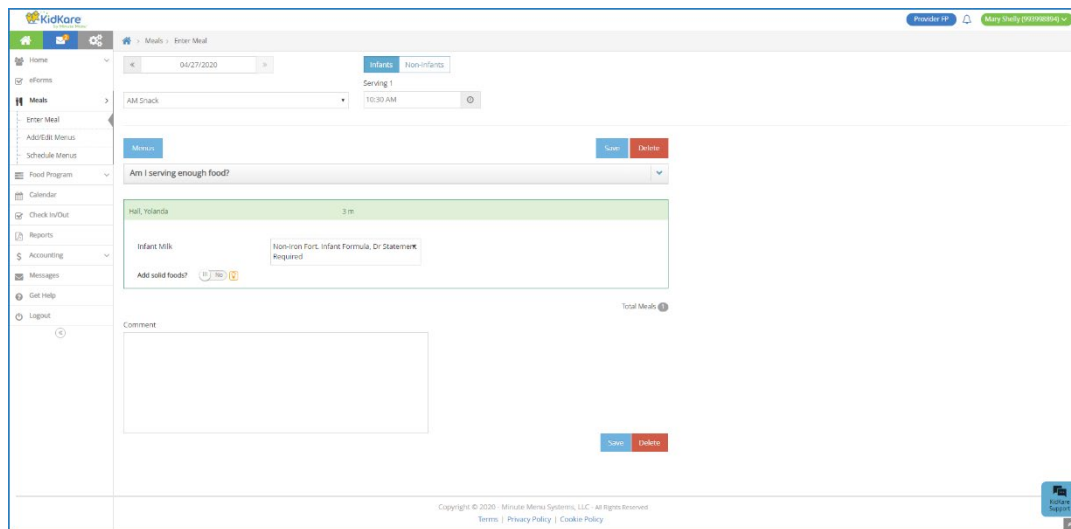 KidKare
by Minute Menu
Provider FP
Mary Shelly (999998894)
Meals
Enter Meal
Home
eForms
Meals
Enter Meal
Add/Edit Menus
Schedule Menus
Food Program
Calendar
Check In/Out
Reports
Accounting
Messages
Get Help
Logout
04/27/2020
Infants Non-Infants
Serving 1
AM Snack
10:30 AM
Menus
Save Delete
Am I serving enough food?
Hall, Yolanda 3 m
Infant Milk
Non-Iron Fort. Infant Formula, Dr Statement
Required
Add solid foods? No
Total Meals 1
Comment
Save Delete
KidKare
Support
Copyright © 2020 - Minute Menu Systems, LLC - All Rights Reserved
Terms | Privacy Policy | Cookie Policy